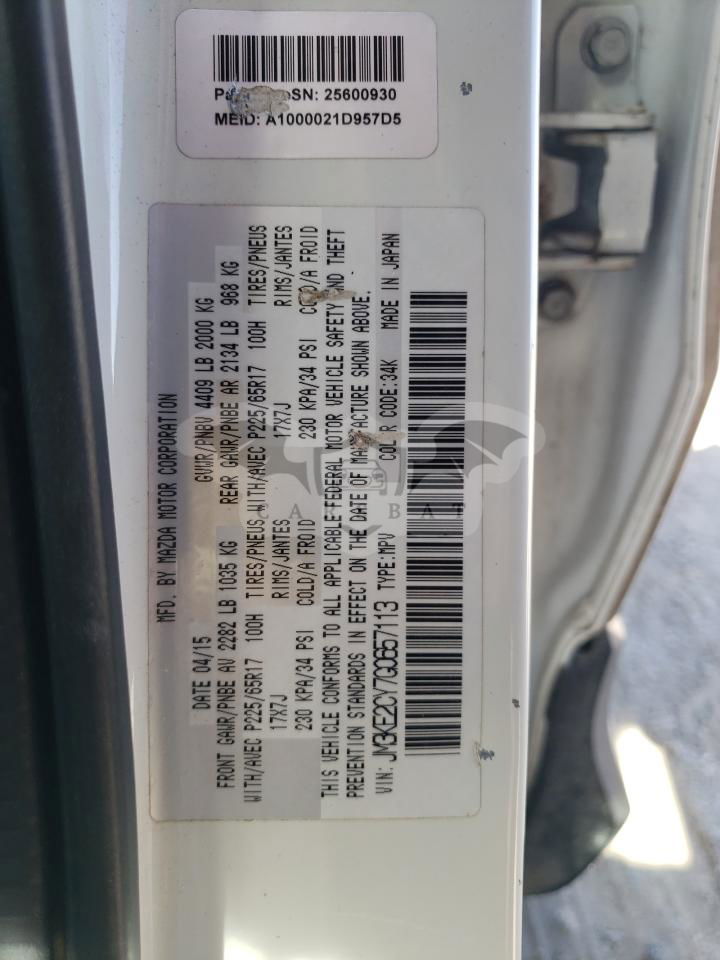 SN: 25600930
MEID: A1000021D957D5
MFD. BY MAZDA MOTOR CORPORATION
DATE 04/15 GVWR/PNBV 4409 LB 2000 KG
FRONT GAWR/PNBE AV 2282 LB 1035 KG REAR GAWR/PNBE AR 2134 LB 968 KG
WITH/AVEC P225/65R17 100H TIRES/PNEUS WITH/AVEC P225/65R17 100H TIRES/PNEUS
17X7J RIMS/JANTES 17X7J RIMS/JANTES
230 KPA/34 PSI COLD/A FROID 230 KPA/34 PSI COLD/A FROID
THIS VEHICLE CONFORMS TO ALL APPLICABLE FEDERAL MOTOR VEHICLE SAFETY AND THEFT
PREVENTION STANDARDS IN EFFECT ON THE DATE OF MANUFACTURE SHOWN ABOVE.
VIN: JM3KE2CY7G0657113 TYPE:MPV COLOR CODE:34K MADE IN JAPAN
CAR BAT